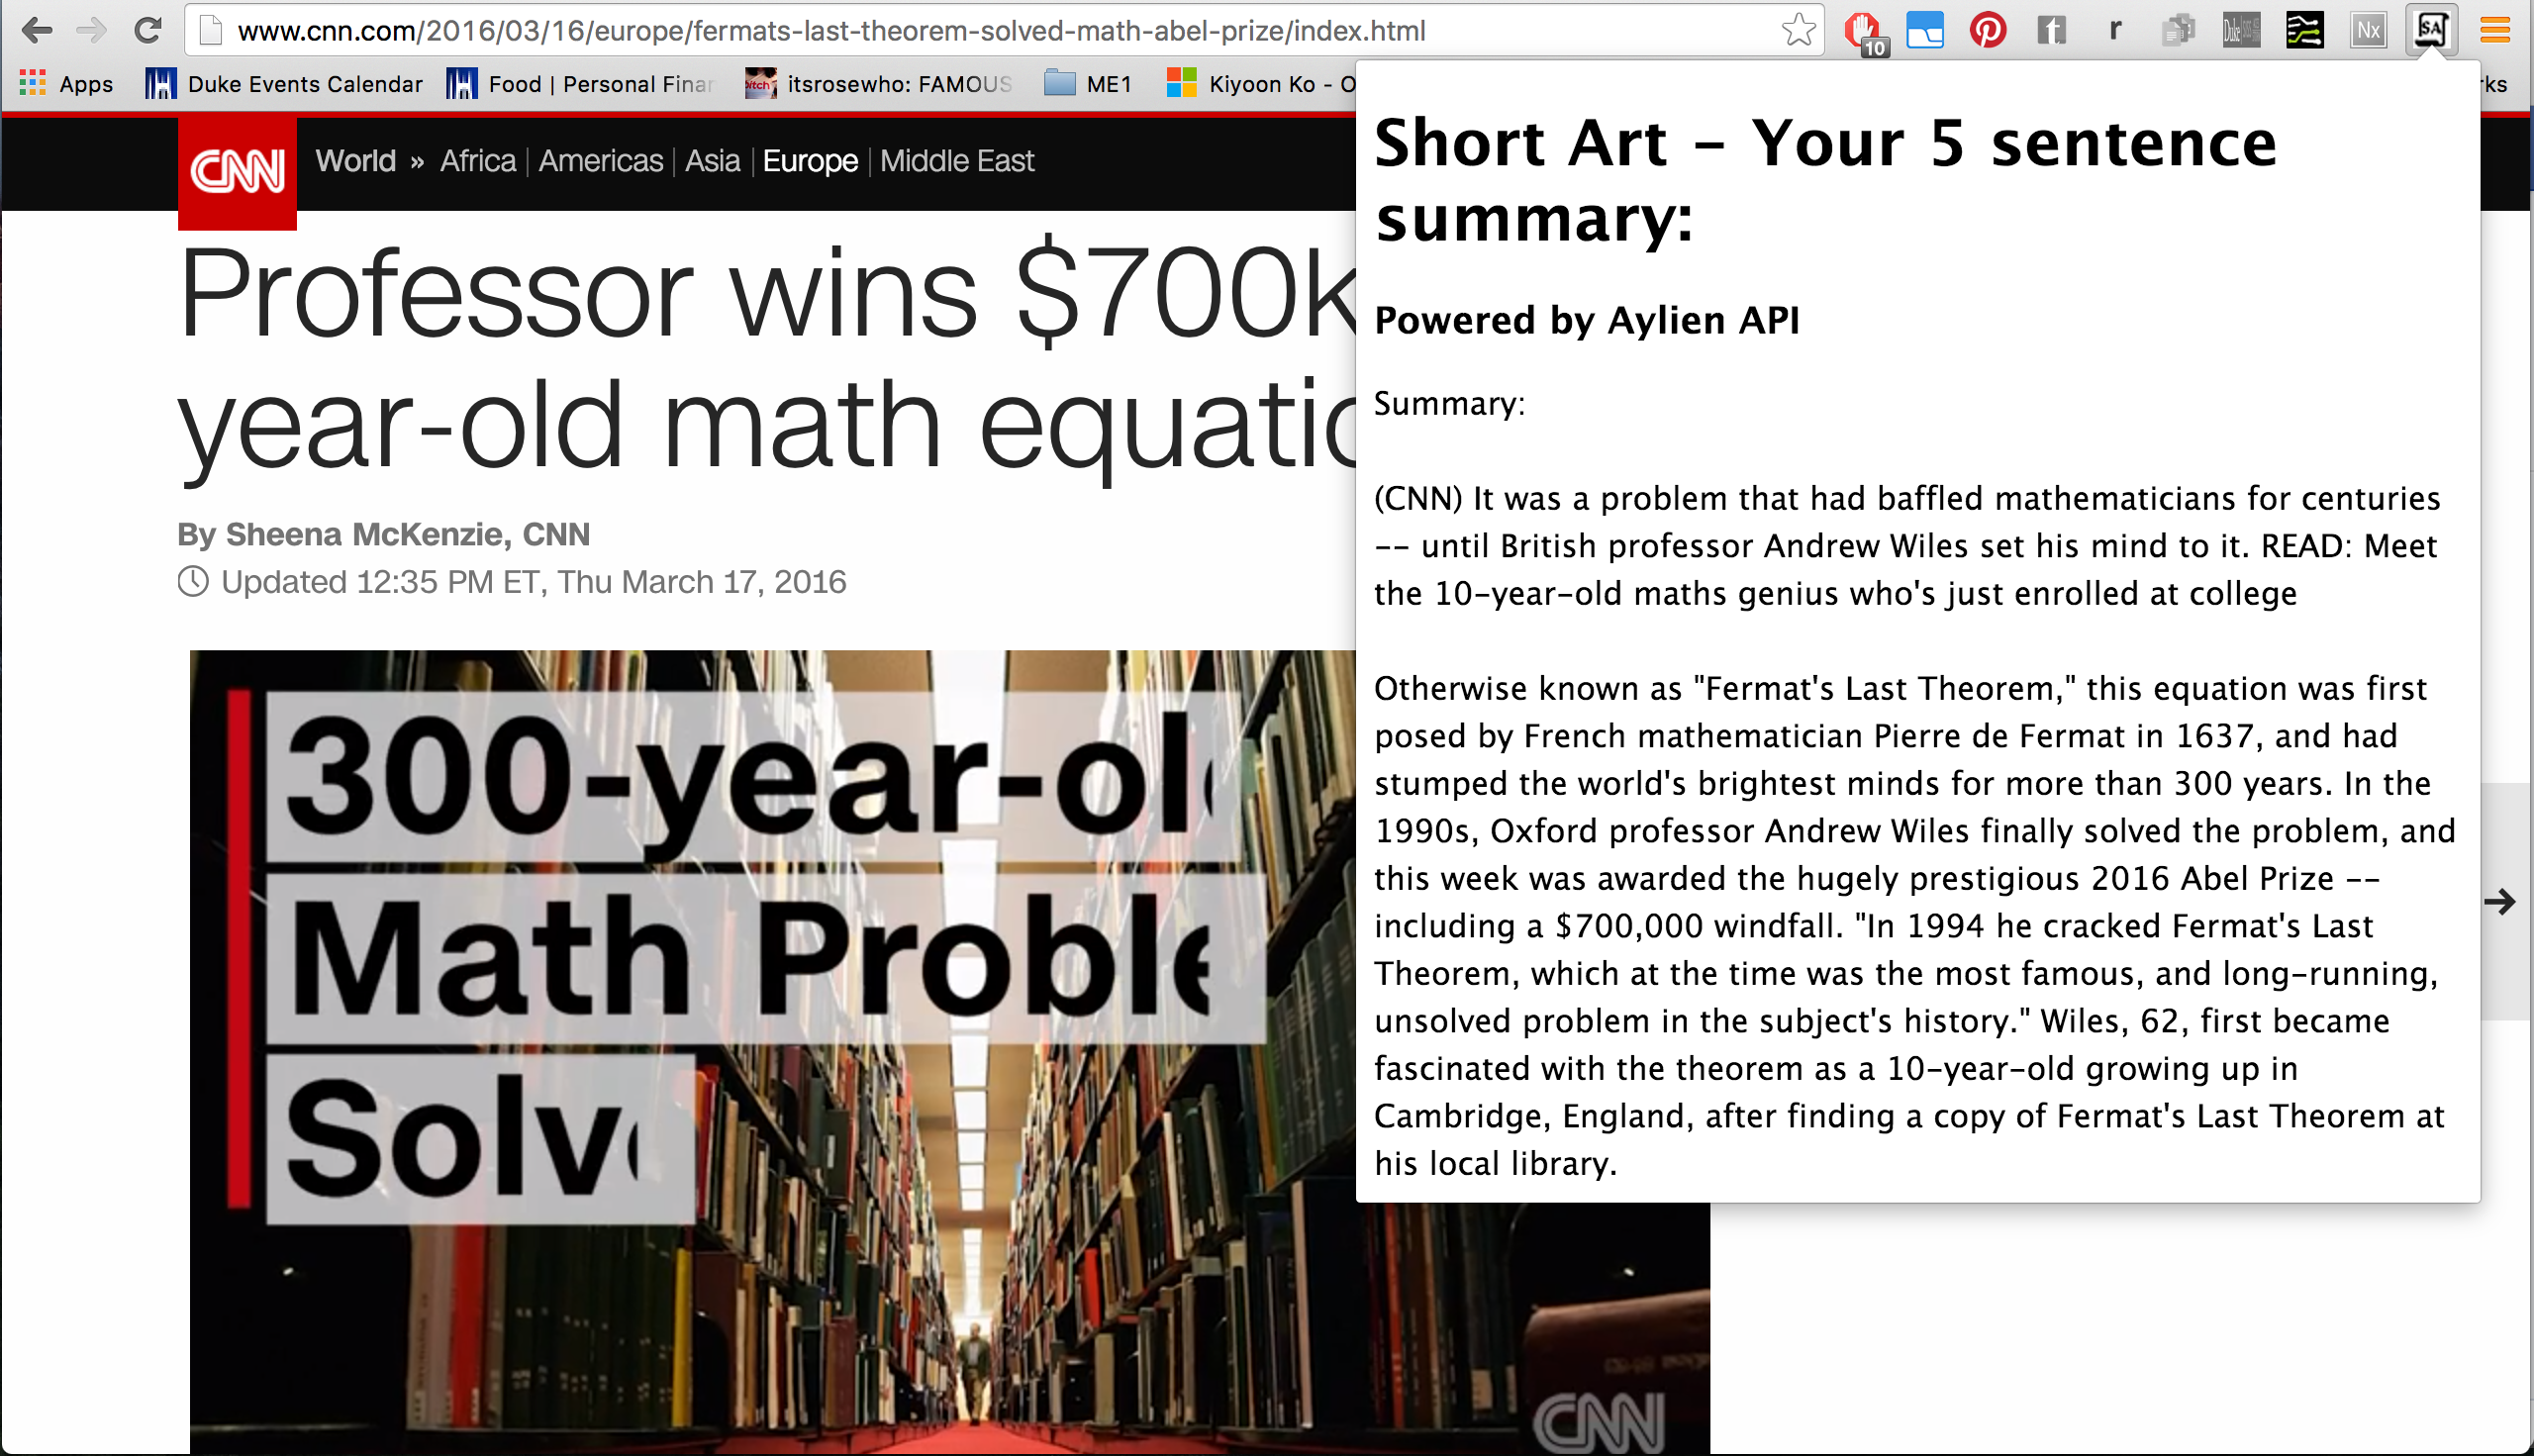 www.cnn.com/2016/03/16/europe/fermats-last-theorem-solved-math-abel-prize/index.html
10
t
r
Nx
SA
Apps
Duke Events Calendar
Food | Personal Finar
itsrosewho: FAMOUS
ME1
Kiyoon Ko - O
ks
CNN
World » Africa | Americas | Asia | Europe | Middle East
Professor wins $700k
year-old math equatio
By Sheena McKenzie, CNN
Updated 12:35 PM ET, Thu March 17, 2016
300-year-ol
Math Proble
Solv
CNN
Short Art - Your 5 sentence
summary:
Powered by Aylien API
Summary:
(CNN) It was a problem that had baffled mathematicians for centuries
-- until British professor Andrew Wiles set his mind to it. READ: Meet
the 10-year-old maths genius who's just enrolled at college
Otherwise known as "Fermat's Last Theorem," this equation was first
posed by French mathematician Pierre de Fermat in 1637, and had
stumped the world's brightest minds for more than 300 years. In the
1990s, Oxford professor Andrew Wiles finally solved the problem, and
this week was awarded the hugely prestigious 2016 Abel Prize --
including a $700,000 windfall. "In 1994 he cracked Fermat's Last
Theorem, which at the time was the most famous, and long-running,
unsolved problem in the subject's history." Wiles, 62, first became
fascinated with the theorem as a 10-year-old growing up in
Cambridge, England, after finding a copy of Fermat's Last Theorem at
his local library.